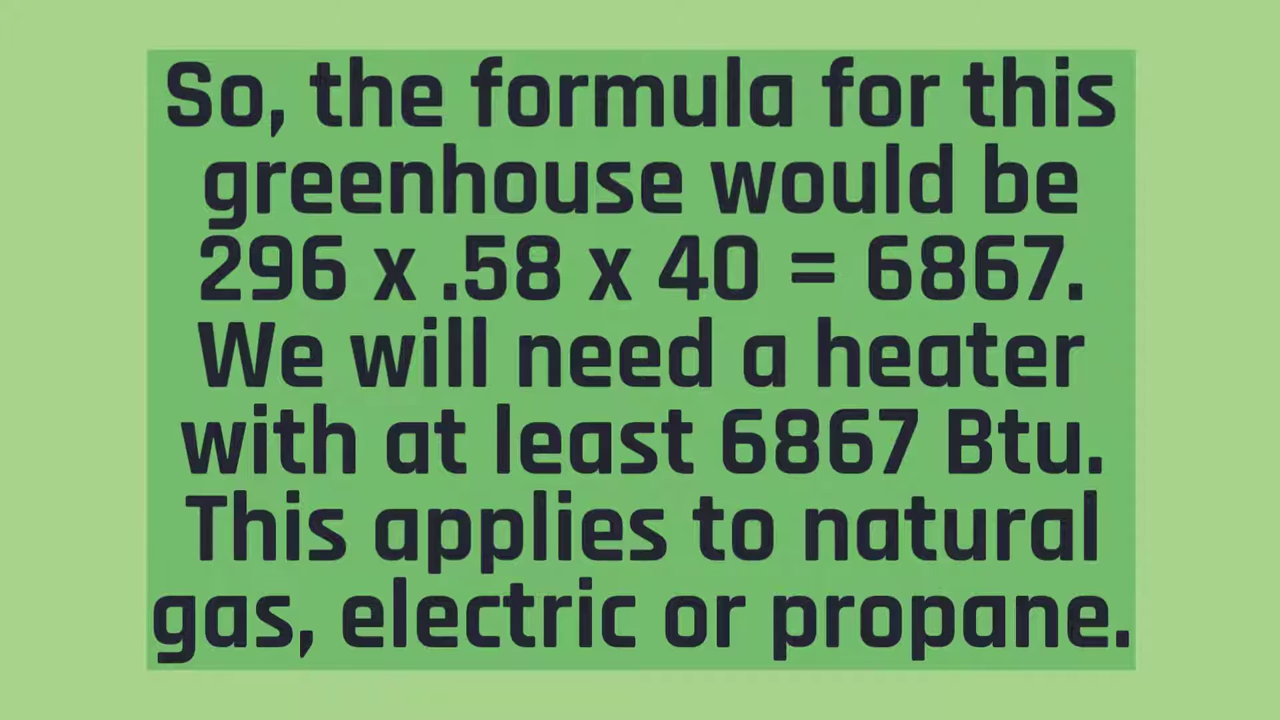 So, the formula for this
greenhouse would be
296 x .58 x 40 = 6867.
We will need a heater
with at least 6867 Btu.
This applies to natural
gas, electric or propane.